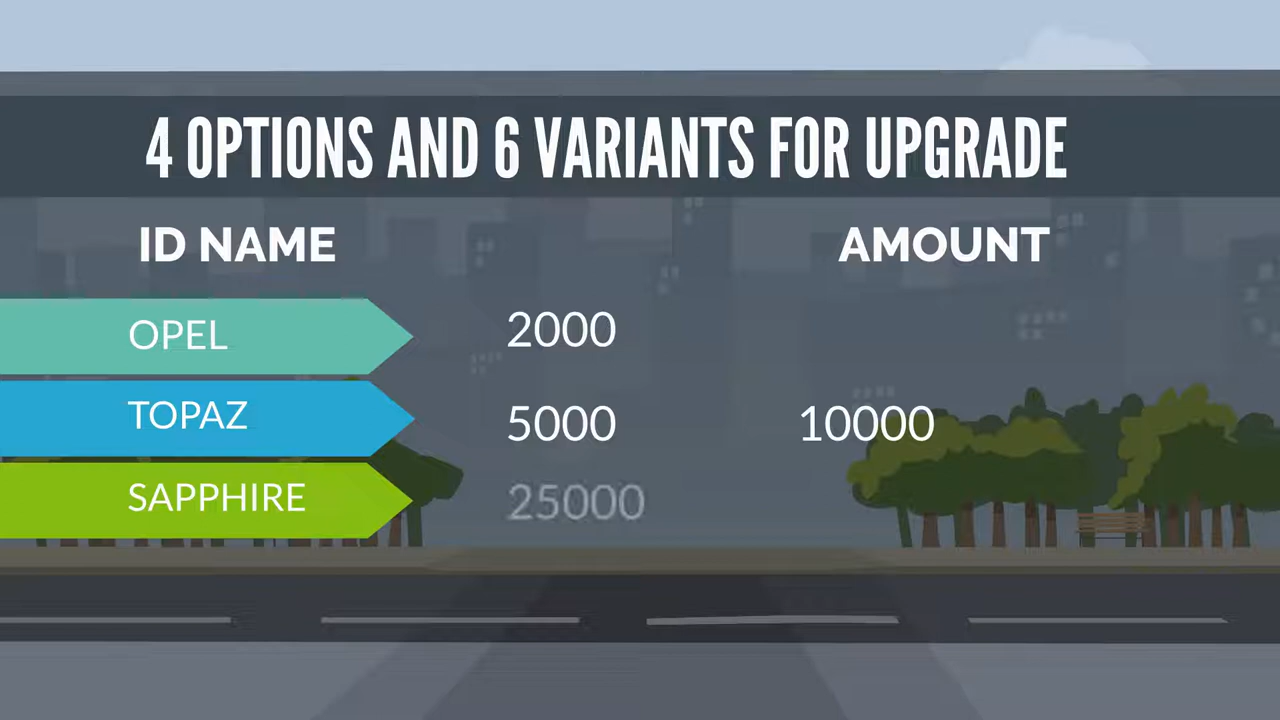 4 OPTIONS AND 6 VARIANTS FOR UPGRADE
ID NAME AMOUNT
OPEL 2000
TOPAZ 5000 10000
SAPPHIRE 25000